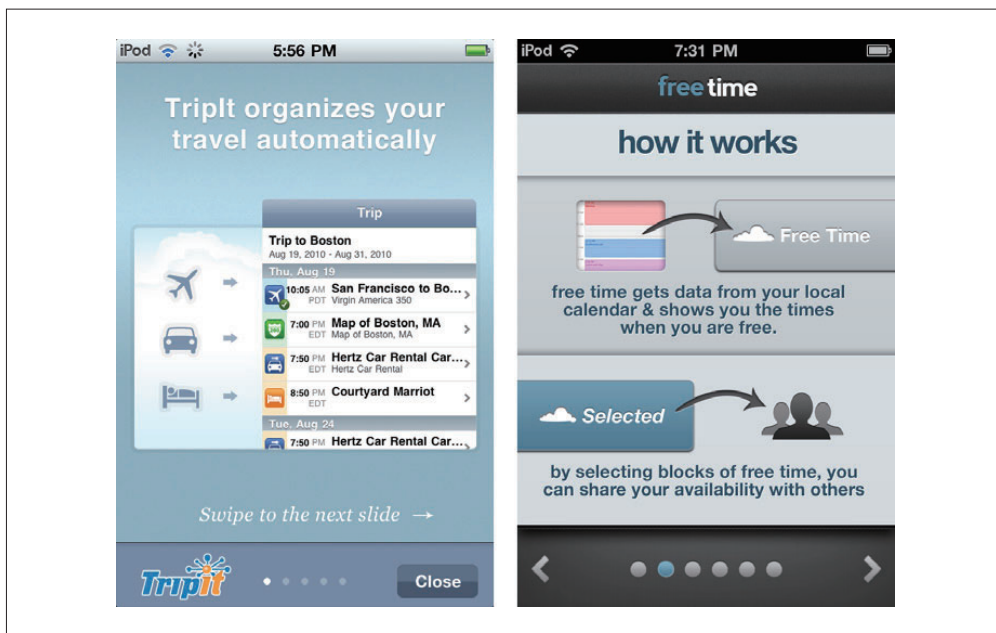 iPod 5:56 PM
TripIt organizes your
travel automatically
Trip
Trip to Boston
Aug 19, 2010 - Aug 31, 2010
Thu, Aug 19
10:05 AM San Francisco to Bo...
PDT Virgin America 350
7:00 PM Map of Boston, MA
EDT Map of Boston, MA
7:50 PM Hertz Car Rental Car...
EDT Hertz Car Rental
8:50 PM Courtyard Marriot
EDT
Tue, Aug 24
7:50 PM Hertz Car Rental Car...
Swipe to the next slide →
TripIt
Close
iPod 7:31 PM
free time
how it works
Free Time
free time gets data from your local
calendar & shows you the times
when you are free.
Selected
by selecting blocks of free time, you
can share your availability with others